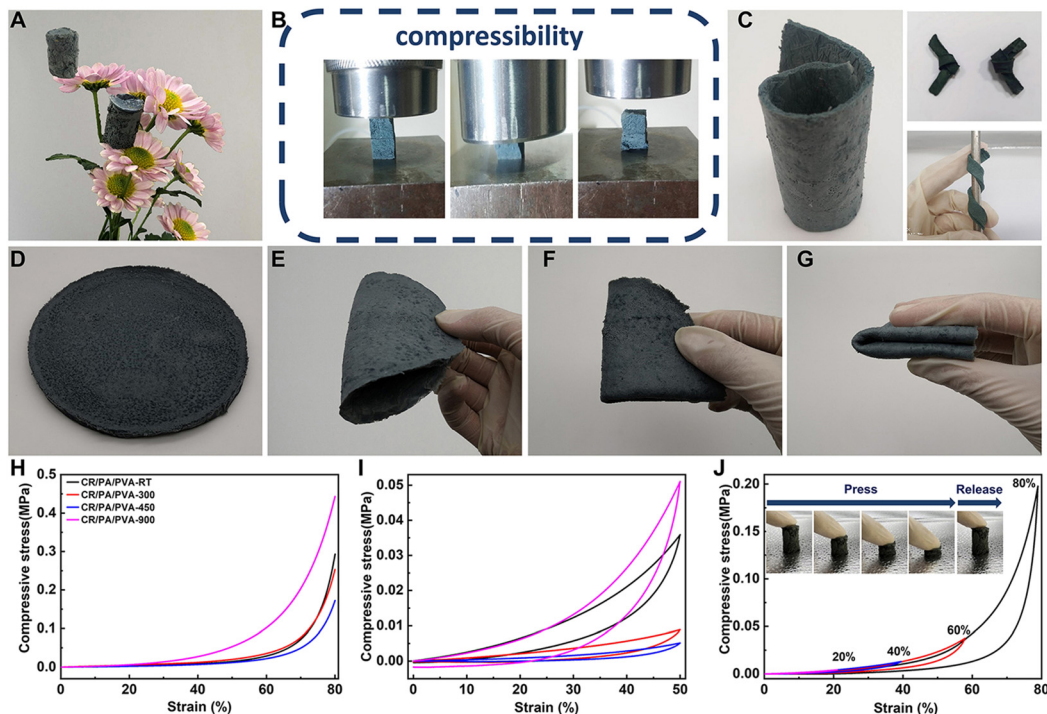 A
B
compressibility
C
D
E
F
G
H
Compressive stress(MPa)
0.5
0.4
0.3
0.2
0.1
0.0
CR/PA/PVA-RT
CR/PA/PVA-300
CR/PA/PVA-450
CR/PA/PVA-900
0 20 40 60 80
Strain (%)
I
Compressive stress(MPa)
0.05
0.04
0.03
0.02
0.01
0.00
0 10 20 30 40 50
Strain (%)
J
Compressive stress(MPa)
0.20
0.15
0.10
0.05
0.00
Press Release
80%
60%
40%
20%
0 20 40 60 80
Strain (%)